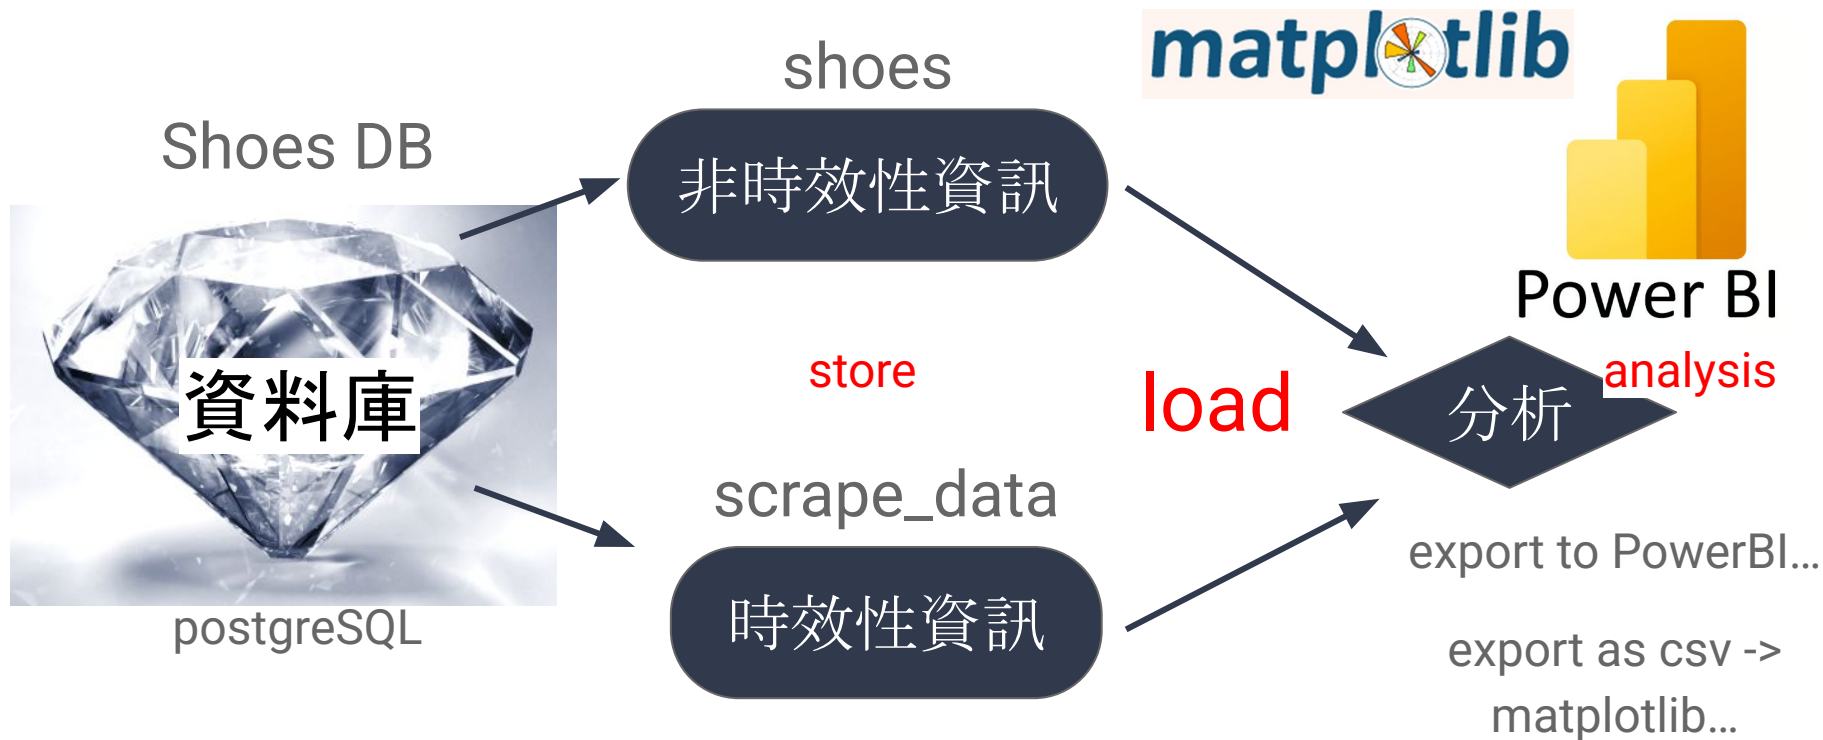 Shoes DB
資料庫
postgreSQL
shoes
非時效性資訊
store
scrape_data
時效性資訊
load
matplotlib
Power BI
analysis
分析
export to PowerBI…
export as csv ->
matplotlib…